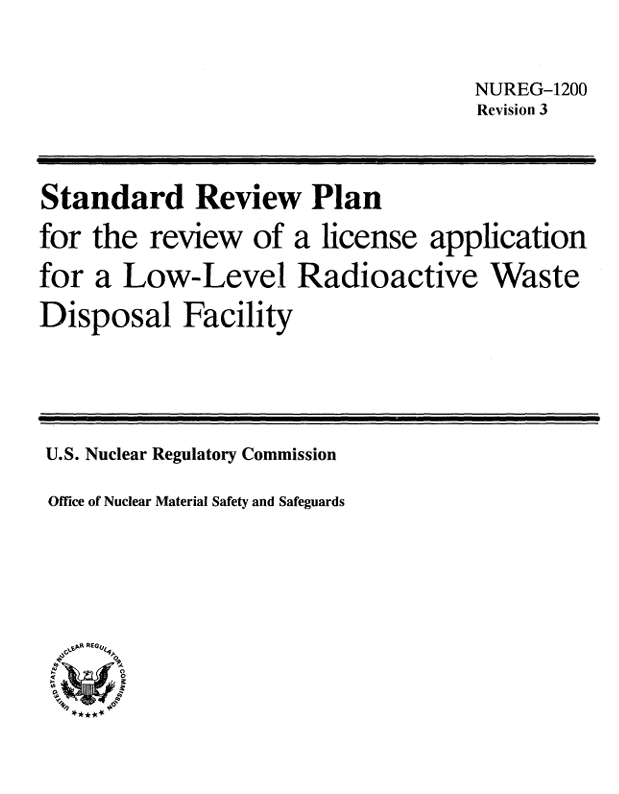 NUREG–1200
Revision 3
Standard Review Plan
for the review of a license application
for a Low-Level Radioactive Waste
Disposal Facility
U.S. Nuclear Regulatory Commission
Office of Nuclear Material Safety and Safeguards
UNITED STATES NUCLEAR REGULATORY COMMISSION